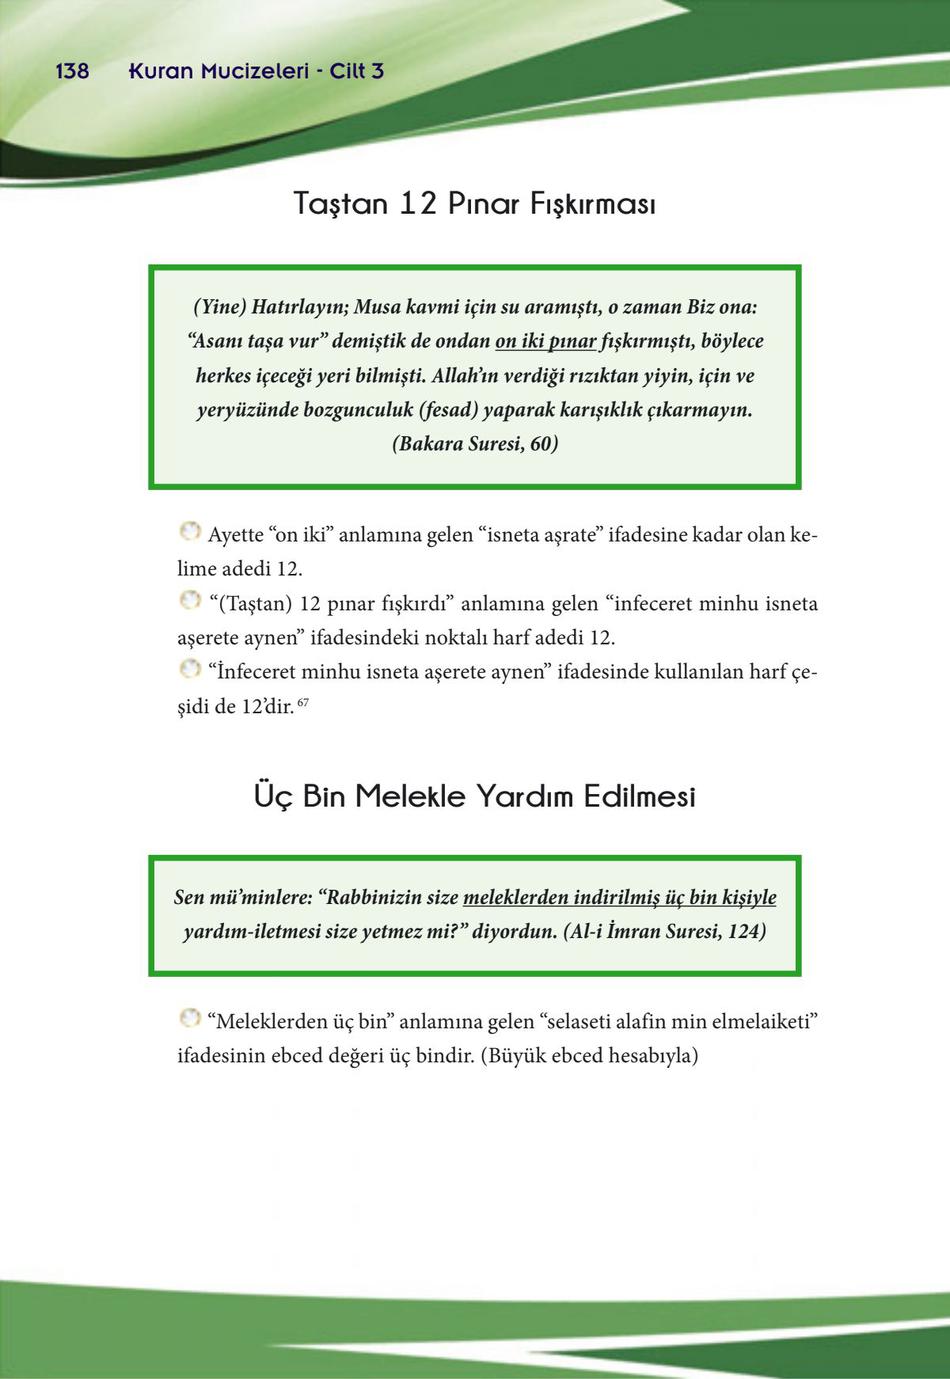 138 Kuran Mucizeleri - Cilt 3
Taştan 12 Pınar Fışkırması
(Yine) Hatırlayın; Musa kavmi için su aramıştı, o zaman Biz ona:
“Asanı taşa vur” demiştik de ondan on iki pınar fışkırmıştı, böylece
herkes içeceği yeri bilmişti. Allah’ın verdiği rızıktan yiyin, için ve
yeryüzünde bozgunculuk (fesad) yaparak karışıklık çıkarmayın.
(Bakara Suresi, 60)
Ayette “on iki” anlamına gelen “isneta aşrate” ifadesine kadar olan ke-
lime adedi 12.
“(Taştan) 12 pınar fışkırdı” anlamına gelen “infeceret minhu isneta
aşerete aynen” ifadesindeki noktalı harf adedi 12.
“İnfeceret minhu isneta aşerete aynen” ifadesinde kullanılan harf çe-
şidi de 12’dir. 67
Üç Bin Melekle Yardım Edilmesi
Sen mü’minlere: “Rabbinizin size meleklerden indirilmiş üç bin kişiyle
yardım-iletmesi size yetmez mi?” diyordun. (Al-i İmran Suresi, 124)
“Meleklerden üç bin” anlamına gelen “selaseti alafin min elmelaiketi”
ifadesinin ebced değeri üç bindir. (Büyük ebced hesabıyla)